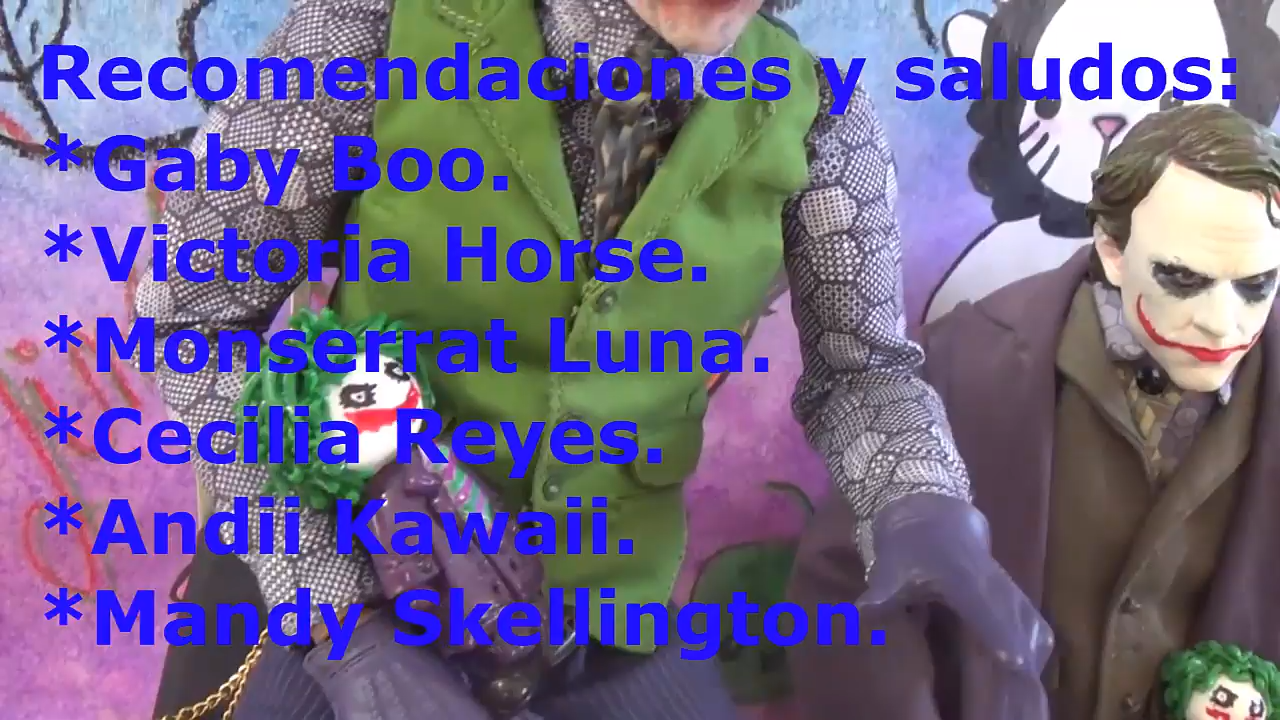 Recomendaciones y saludos:
*Gaby Boo.
*Victoria Horse.
*Monserrat Luna.
*Cecilia Reyes.
*Andii Kawaii.
*Mandy Skellington.